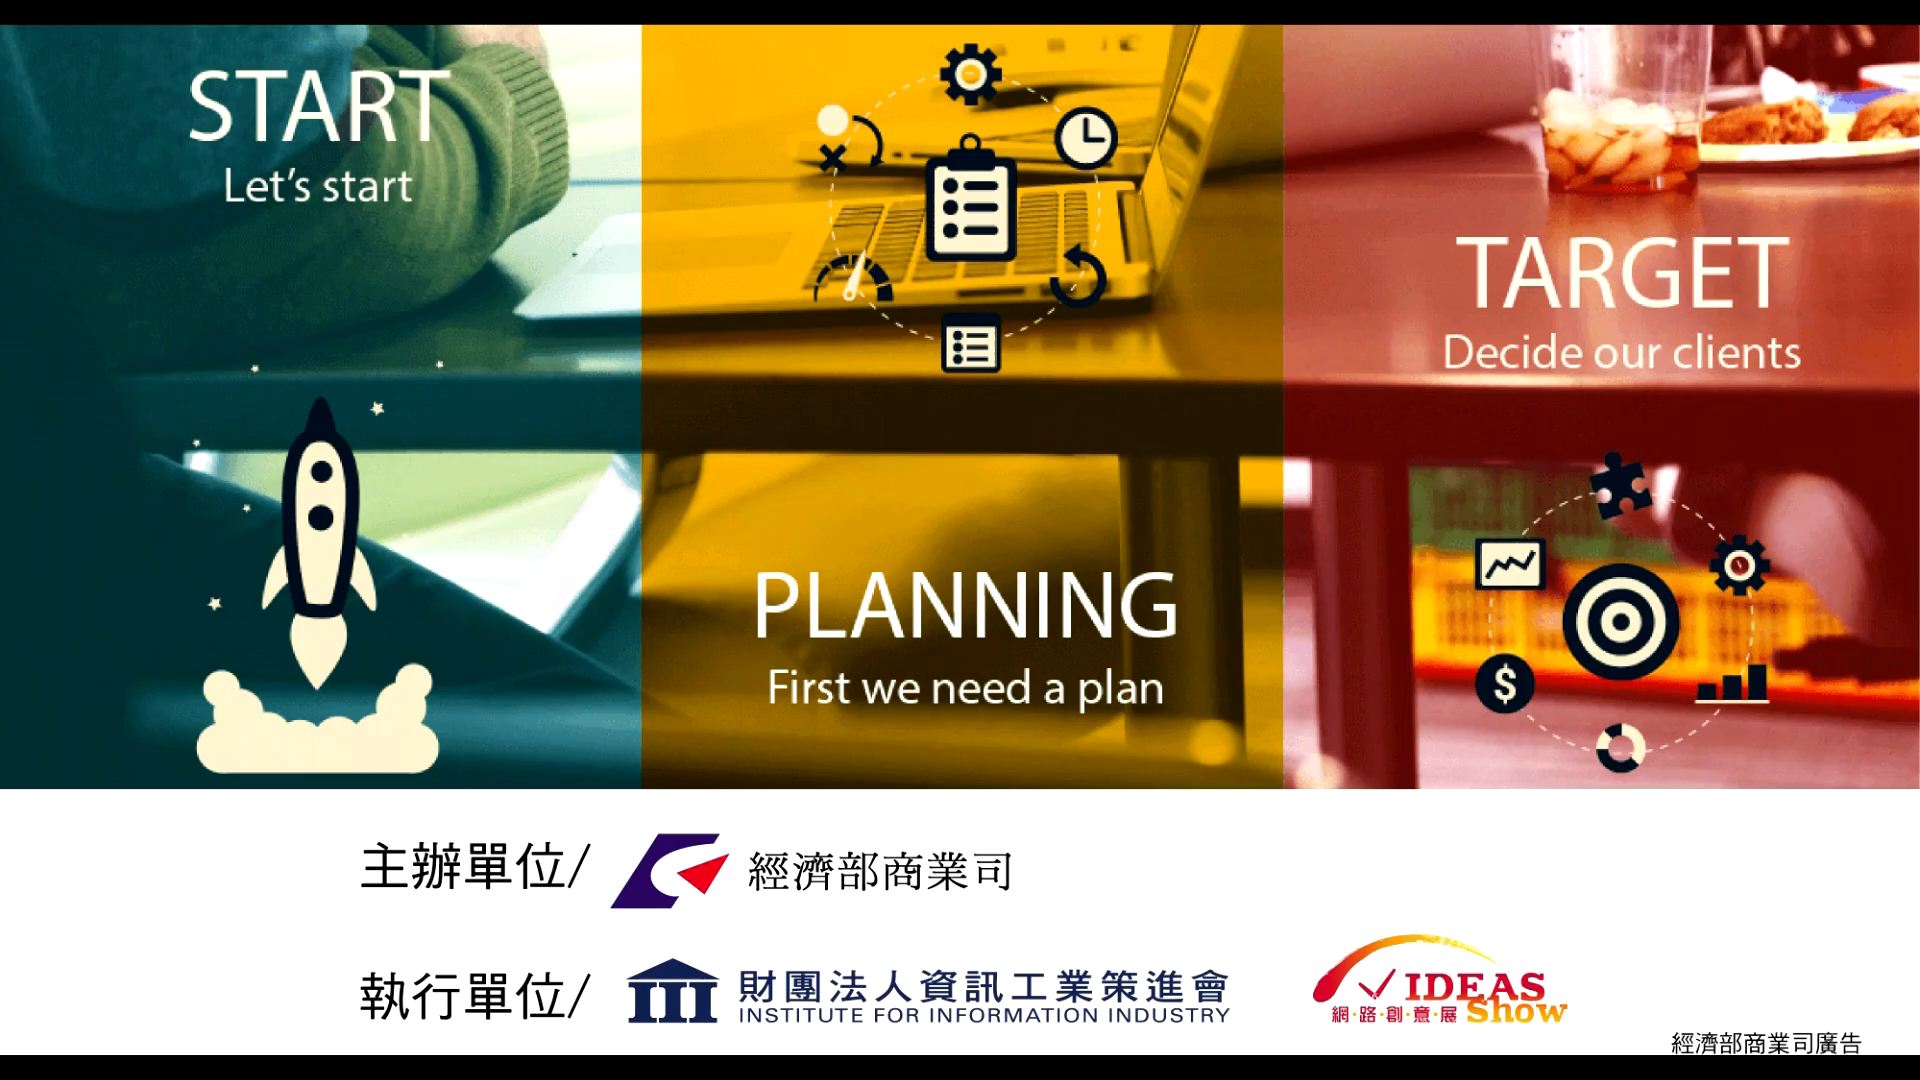 START
Let's start
PLANNING
First we need a plan
TARGET
Decide our clients
$
主辦單位/ 經濟部商業司
執行單位/ 財團法人資訊工業策進會
INSTITUTE FOR INFORMATION INDUSTRY
IDEAS
Show
網·路·創·意·展
經濟部商業司廣告